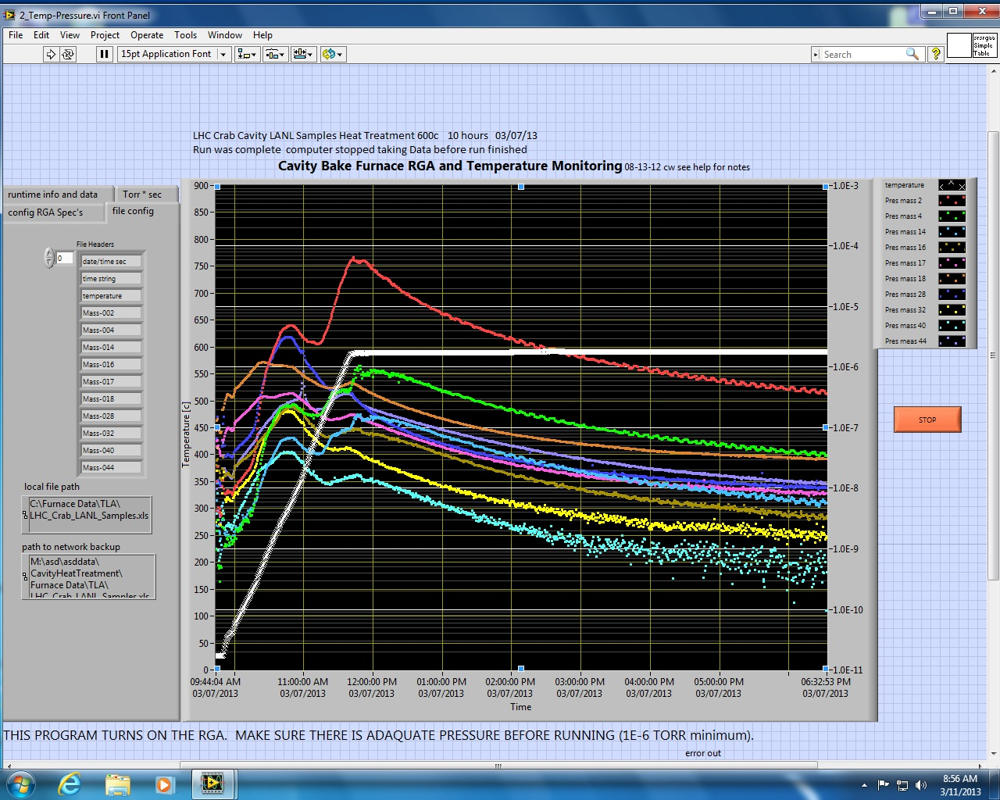 2_Temp-Pressure.vi Front Panel
File Edit View Project Operate Tools Window Help
15pt Application Font
Search
srsrgaa
Simple
Table
LHC Crab Cavity LANL Samples Heat Treatment 600c 10 hours 03/07/13
Run was complete computer stopped taking Data before run finished
Cavity Bake Furnace RGA and Temperature Monitoring 08-13-12 cw see help for notes
runtime info and data
Torr * sec
config RGA Spec's
file config
File Headers
0
date/time sec
time string
temperature
Mass-002
Mass-004
Mass-014
Mass-016
Mass-017
Mass-018
Mass-028
Mass-032
Mass-040
Mass-044
local file path
C:\Furnace Data\TLA\
LHC_Crab_LANL_Samples.xls
path to network backup
M:\asd\asddata\
CavityHeatTreatment\
Furnace Data\TLA\
LHC_Crab_LANL_Samples.xls
Temperature [c]
900
850
800
750
700
650
600
550
500
450
400
350
300
250
200
150
100
50
0
1.0E-3
1.0E-4
1.0E-5
1.0E-6
1.0E-7
1.0E-8
1.0E-9
1.0E-10
1.0E-11
09:44:04 AM 11:00:00 AM 12:00:00 PM 01:00:00 PM 02:00:00 PM 03:00:00 PM 04:00:00 PM 05:00:00 PM 06:32:53 PM
03/07/2013 03/07/2013 03/07/2013 03/07/2013 03/07/2013 03/07/2013 03/07/2013 03/07/2013 03/07/2013
Time
temperature
Pres mass 2
Pres mass 4
Pres mass 14
Pres mass 16
Pres mass 17
Pres mass 18
Pres mass 28
Pres mass 32
Pres mass 40
Pres meas 44
STOP
THIS PROGRAM TURNS ON THE RGA. MAKE SURE THERE IS ADAQUATE PRESSURE BEFORE RUNNING (1E-6 TORR minimum).
error out
8:56 AM
3/11/2013